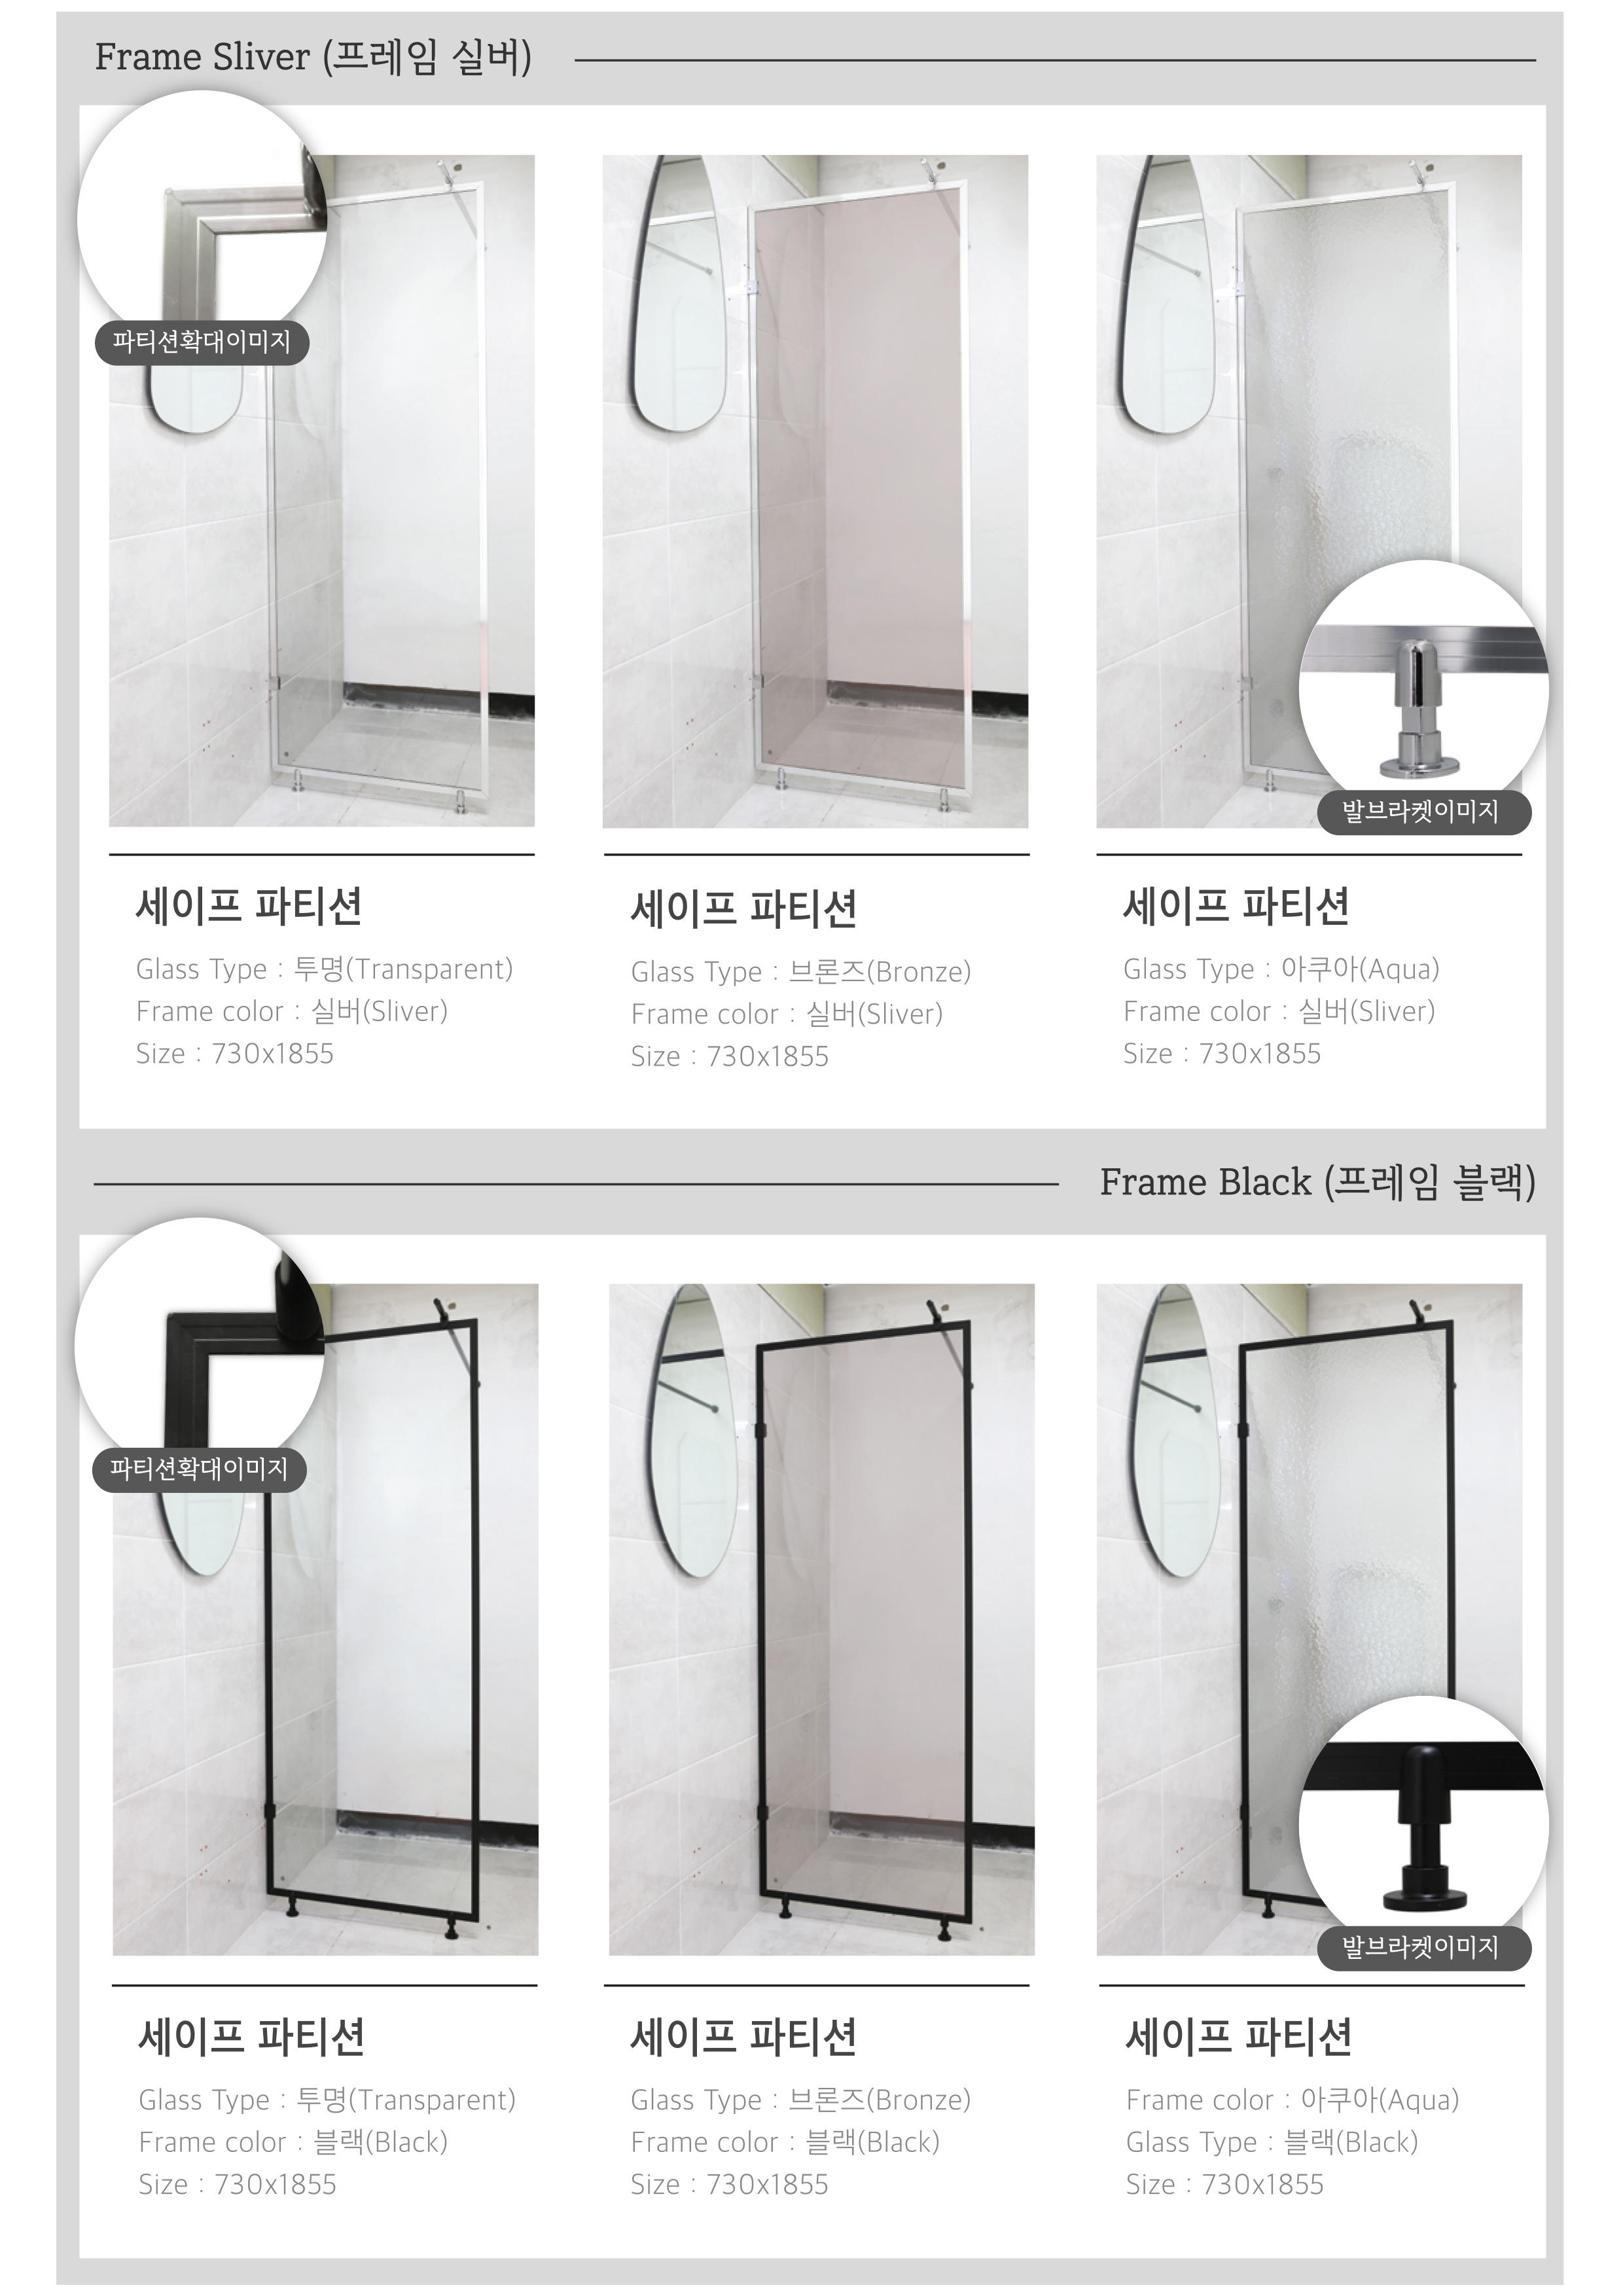 Frame Sliver (프레임 실버)
파티션확대이미지
발브라켓이미지
세이프 파티션
Glass Type : 투명(Transparent)
Frame color : 실버(Sliver)
Size : 730x1855
세이프 파티션
Glass Type : 브론즈(Bronze)
Frame color : 실버(Sliver)
Size : 730x1855
세이프 파티션
Glass Type : 아쿠아(Aqua)
Frame color : 실버(Sliver)
Size : 730x1855
Frame Black (프레임 블랙)
파티션확대이미지
발브라켓이미지
세이프 파티션
Glass Type : 투명(Transparent)
Frame color : 블랙(Black)
Size : 730x1855
세이프 파티션
Glass Type : 브론즈(Bronze)
Frame color : 블랙(Black)
Size : 730x1855
세이프 파티션
Frame color : 아쿠아(Aqua)
Glass Type : 블랙(Black)
Size : 730x1855